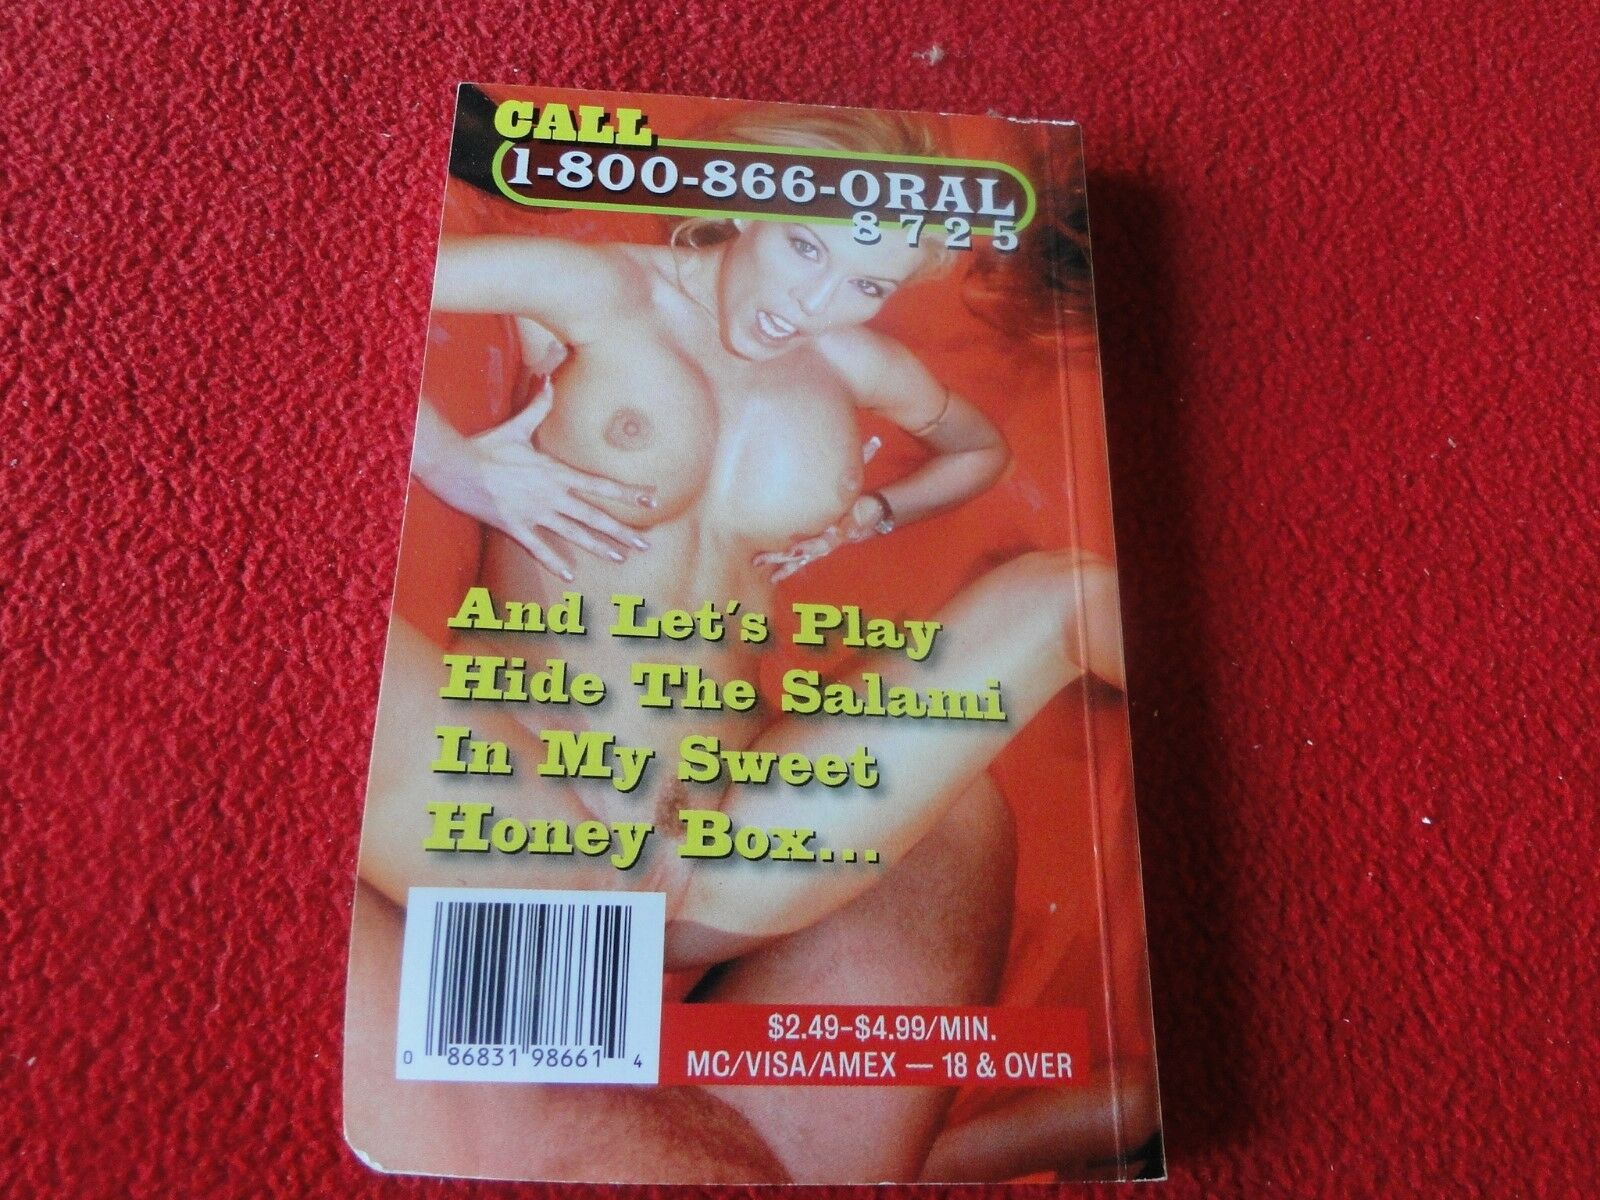 CALL
1-800-866-ORAL
8725
And Let's Play
Hide The Salami
In My Sweet
Honey Box...
0 86831 98661 4
$2.49-$4.99/MIN.
MC/VISA/AMEX — 18 & OVER